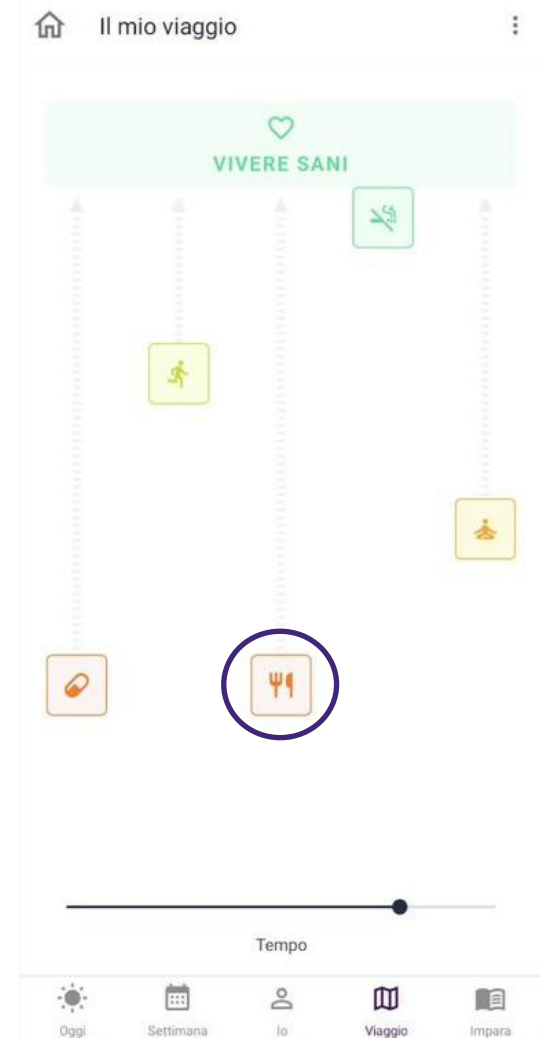 Il mio viaggio
VIVERE SANI
Tempo
Oggi
Settimana
Io
Viaggio
Impara